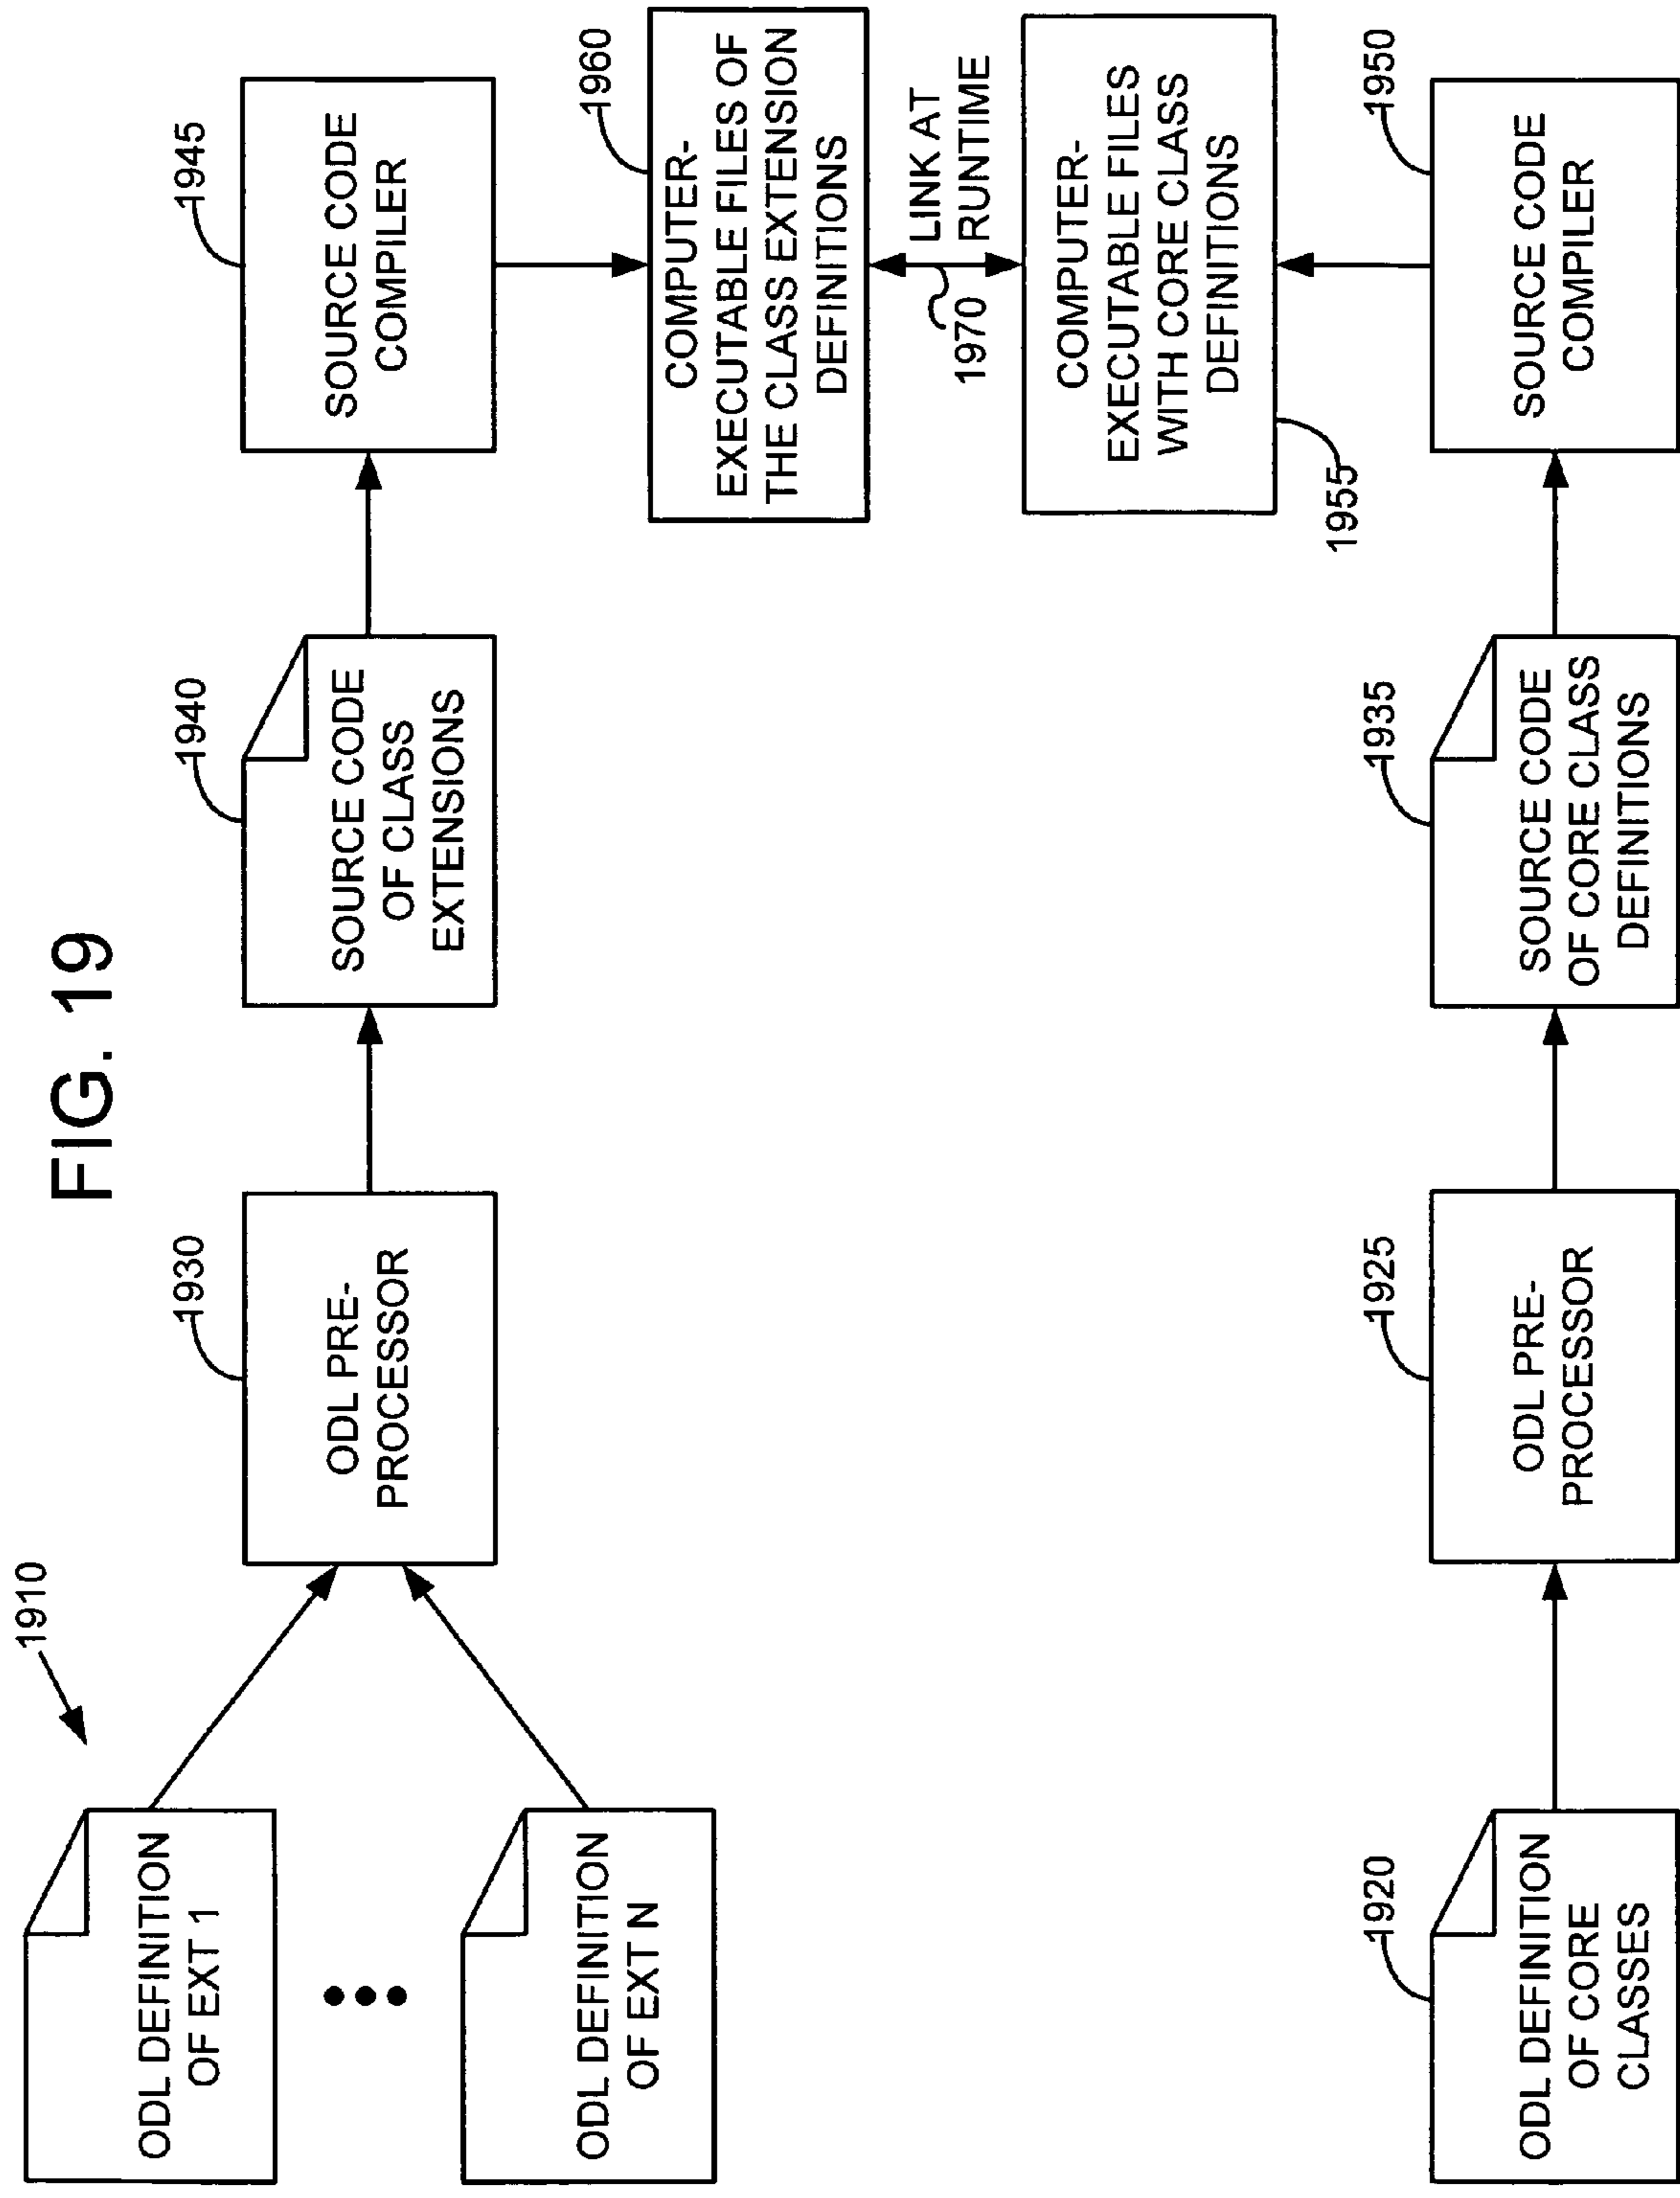 FIG. 19
1910
ODL DEFINITION
OF EXT 1
ODL DEFINITION
OF EXT N
1930
ODL PRE-
PROCESSOR
1940
SOURCE CODE
OF CLASS
EXTENSIONS
1945
SOURCE CODE
COMPILER
1960
COMPUTER-
EXECUTABLE FILES OF
THE CLASS EXTENSION
DEFINITIONS
LINK AT
RUNTIME
1970
COMPUTER-
EXECUTABLE FILES
WITH CORE CLASS
DEFINITIONS
1955
1920
ODL DEFINITION
OF CORE
CLASSES
1925
ODL PRE-
PROCESSOR
1935
SOURCE CODE
OF CORE CLASS
DEFINITIONS
1950
SOURCE CODE
COMPILER